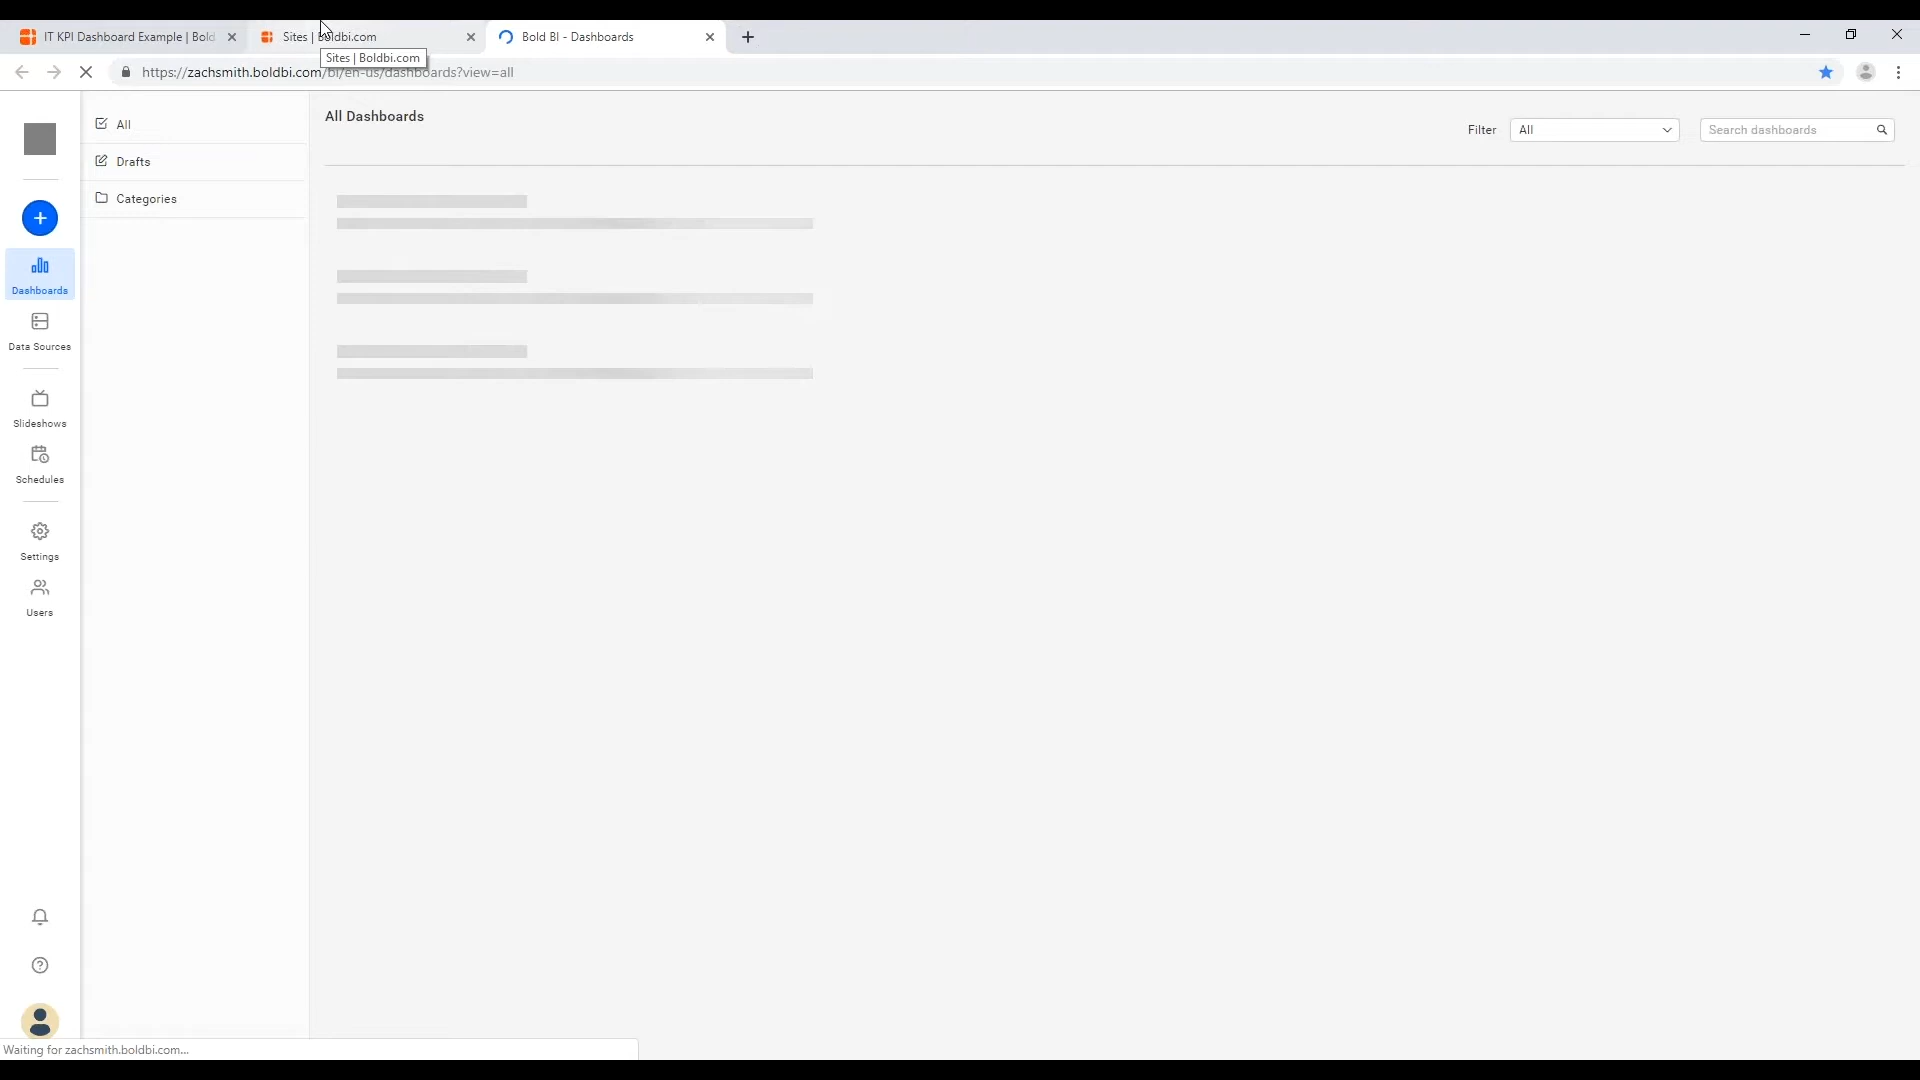 IT KPI Dashboard Example | Bold
Sites | Boldbi.com
Bold BI - Dashboards
Sites | Boldbi.com
https://zachsmith.boldbi.com/bi/en-us/dashboards?view=all
All
Drafts
Categories
All Dashboards
Filter
All
Search dashboards
Dashboards
Data Sources
Slideshows
Schedules
Settings
Users
Waiting for zachsmith.boldbi.com...